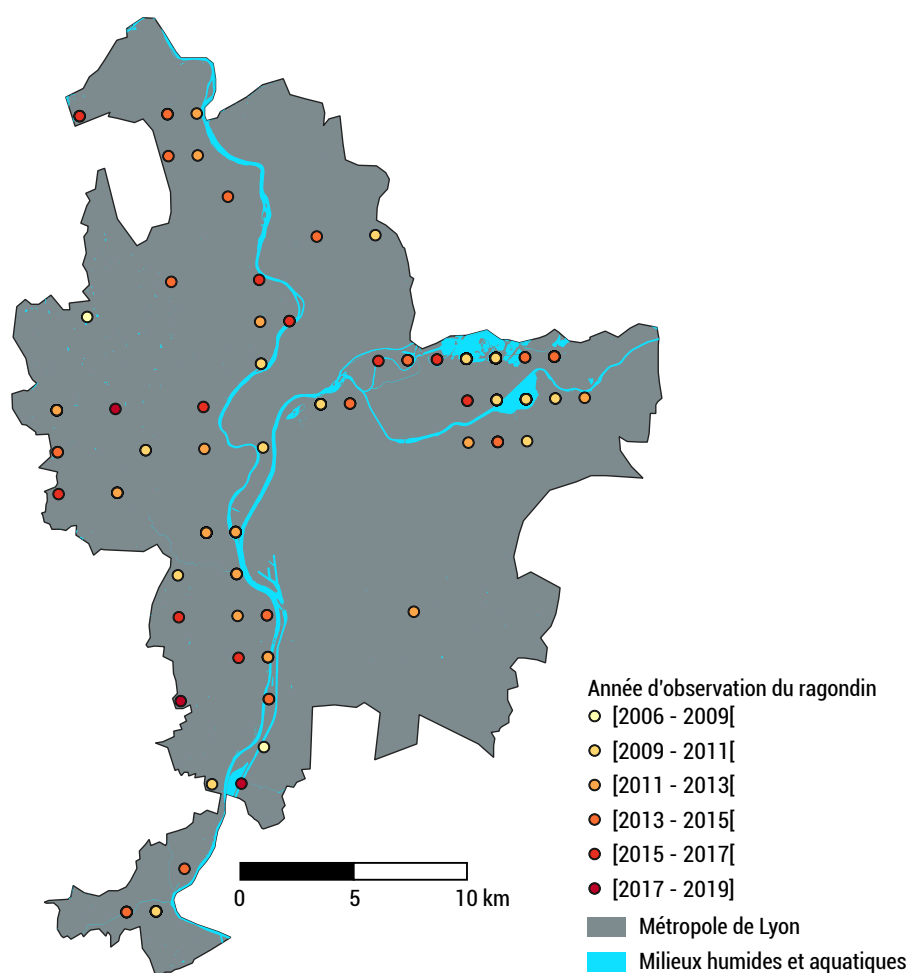 Année d'observation du ragondin
[2006 - 2009[
[2009 - 2011[
[2011 - 2013[
[2013 - 2015[
[2015 - 2017[
[2017 - 2019]
0 5 10 km
Métropole de Lyon
Milieux humides et aquatiques